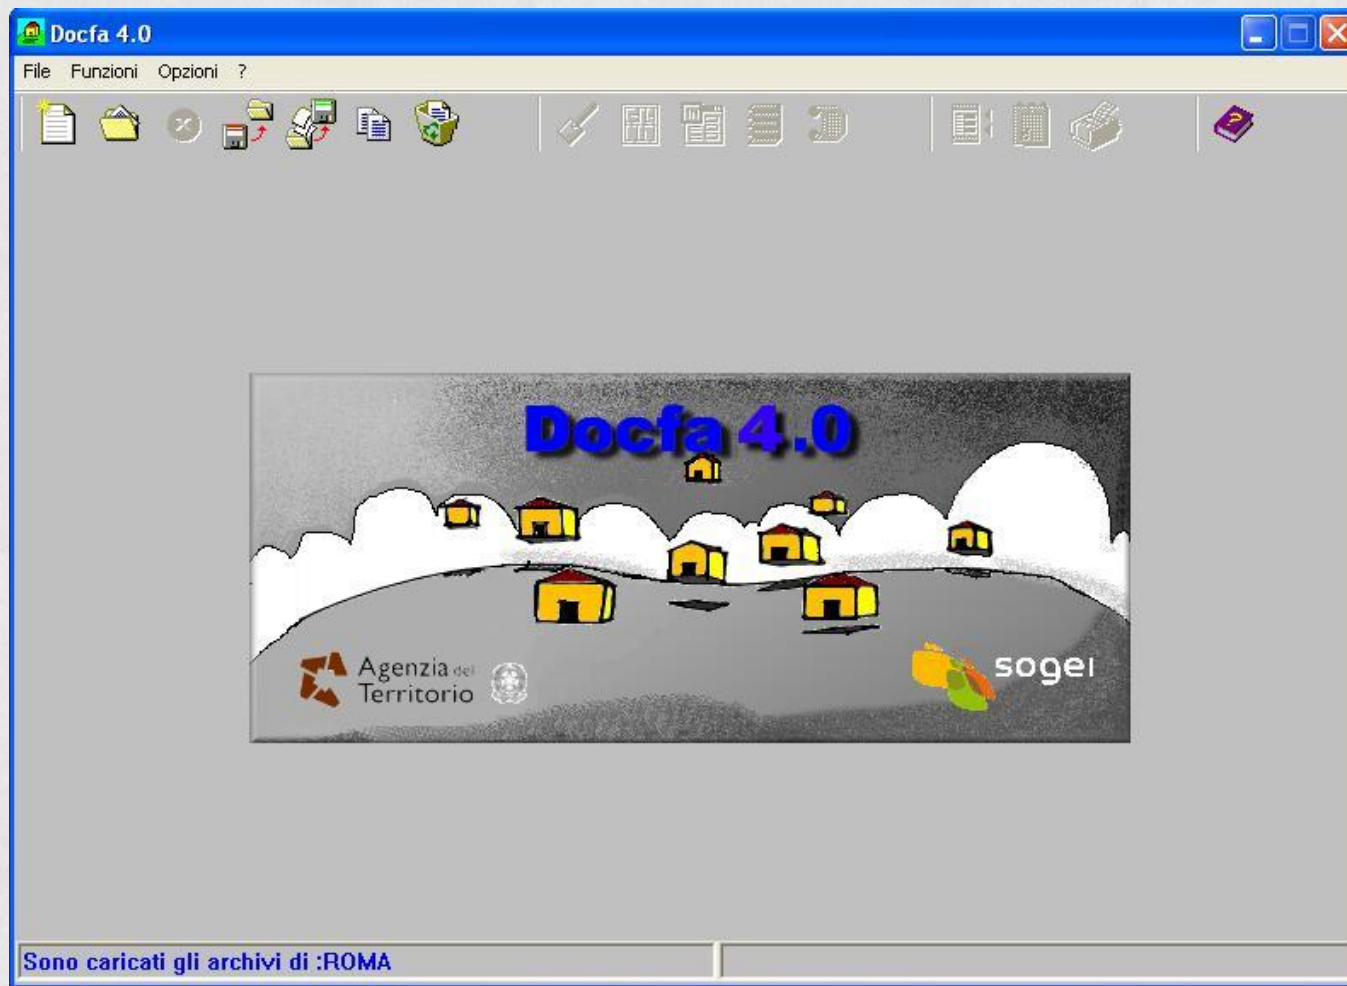 Docfa 4.0
File Funzioni Opzioni ?
Docfa 4.0
Agenzia del
Territorio
sogei
Sono caricati gli archivi di :ROMA